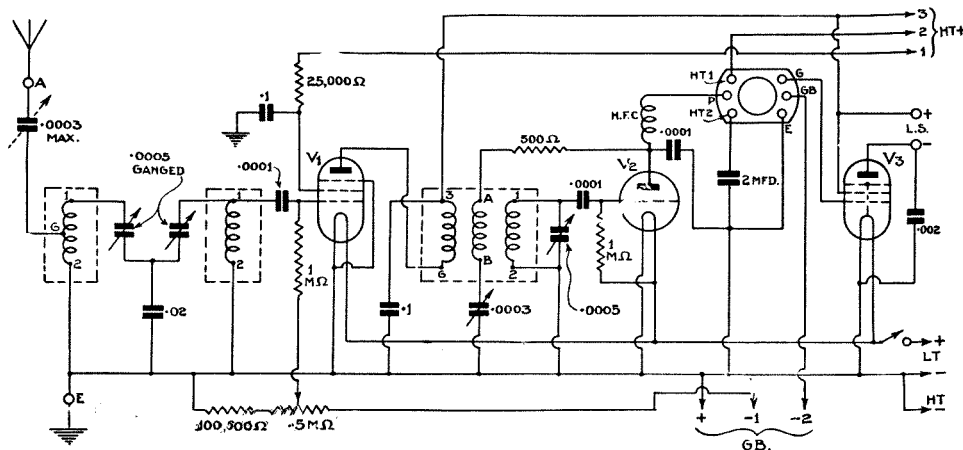 3
2
1
HT+
A
.0003
MAX.
.0005
GANGED
.0001
25,000Ω
.1
V1
1
MΩ
1
G
2
1
2
.02
E
100,500Ω
.5MΩ
3
G
A
B
1
2
.1
.0003
500Ω
.0001
.0005
1
MΩ
V2
H.F.C
.0001
HT1
P
HT2
G
GB
E
2 MFD.
V3
+
L.S.
-
.002
+
LT
-
HT
-
+
-1
-2
G.B.